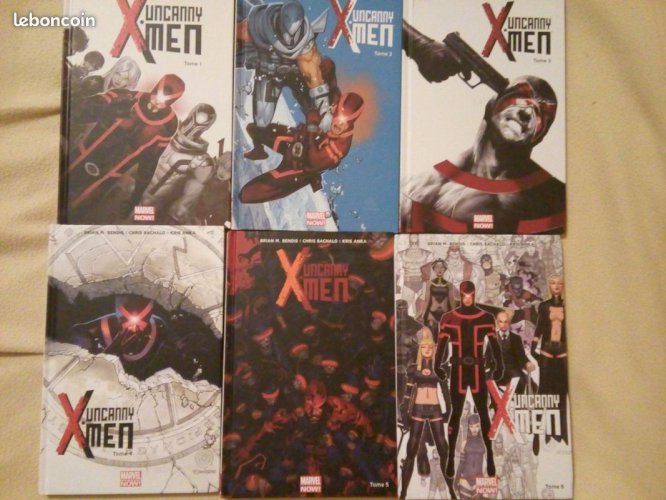 leboncoin
UNCANNY
X-MEN
Tome 1
MARVEL
NOW!
UNCANNY
X-MEN
Tome 2
MARVEL
NOW!
UNCANNY
X-MEN
Tome 3
MARVEL
NOW!
BRIAN M. BENDIS / CHRIS BACHALO / KRIS ANKA
UNCANNY
X-MEN
Tome 4
MARVEL
NOW!
BRIAN M. BENDIS / CHRIS BACHALO / KRIS ANKA
UNCANNY
X-MEN
Tome 5
MARVEL
NOW!
BRIAN M. BENDIS / CHRIS BACHALO / KRIS ANKA
UNCANNY
X-MEN
Tome 6
MARVEL
NOW!